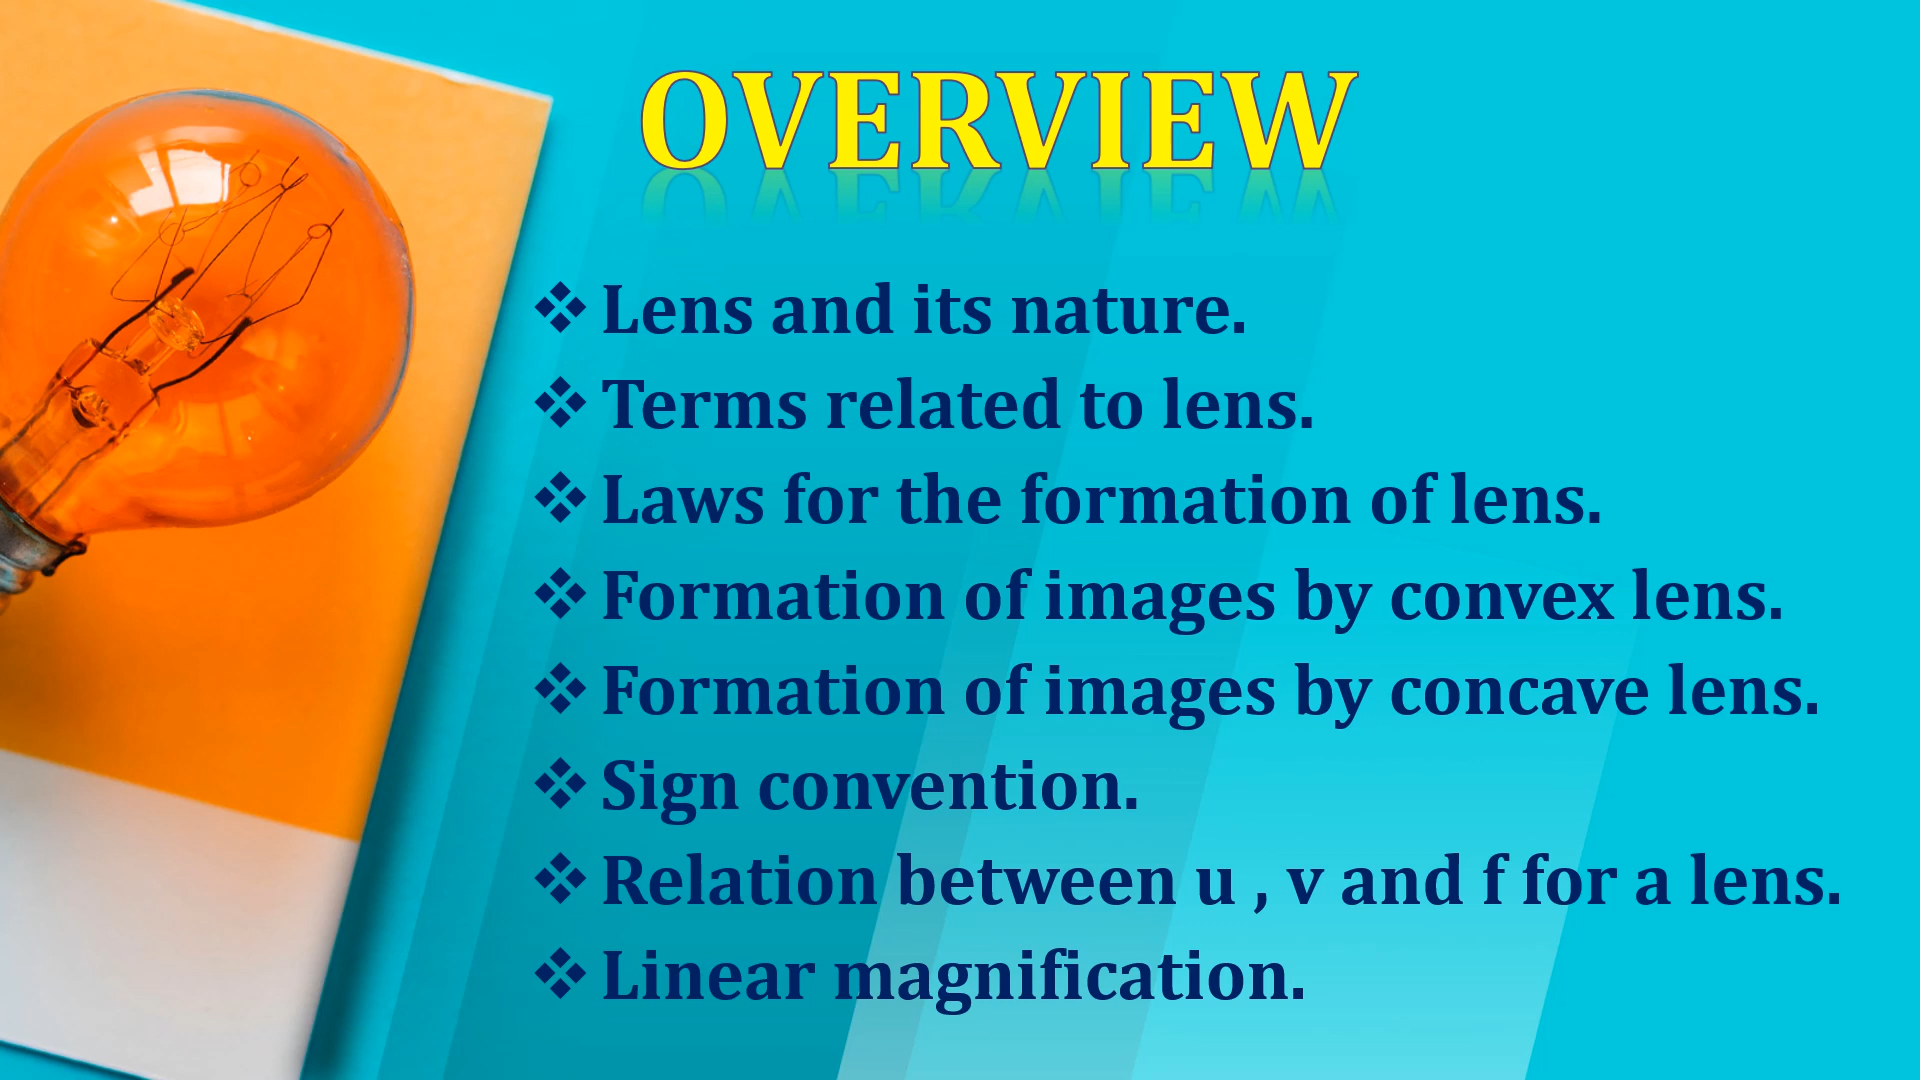 OVERVIEW
❖ Lens and its nature.
❖ Terms related to lens.
❖ Laws for the formation of lens.
❖ Formation of images by convex lens.
❖ Formation of images by concave lens.
❖ Sign convention.
❖ Relation between u , v and f for a lens.
❖ Linear magnification.